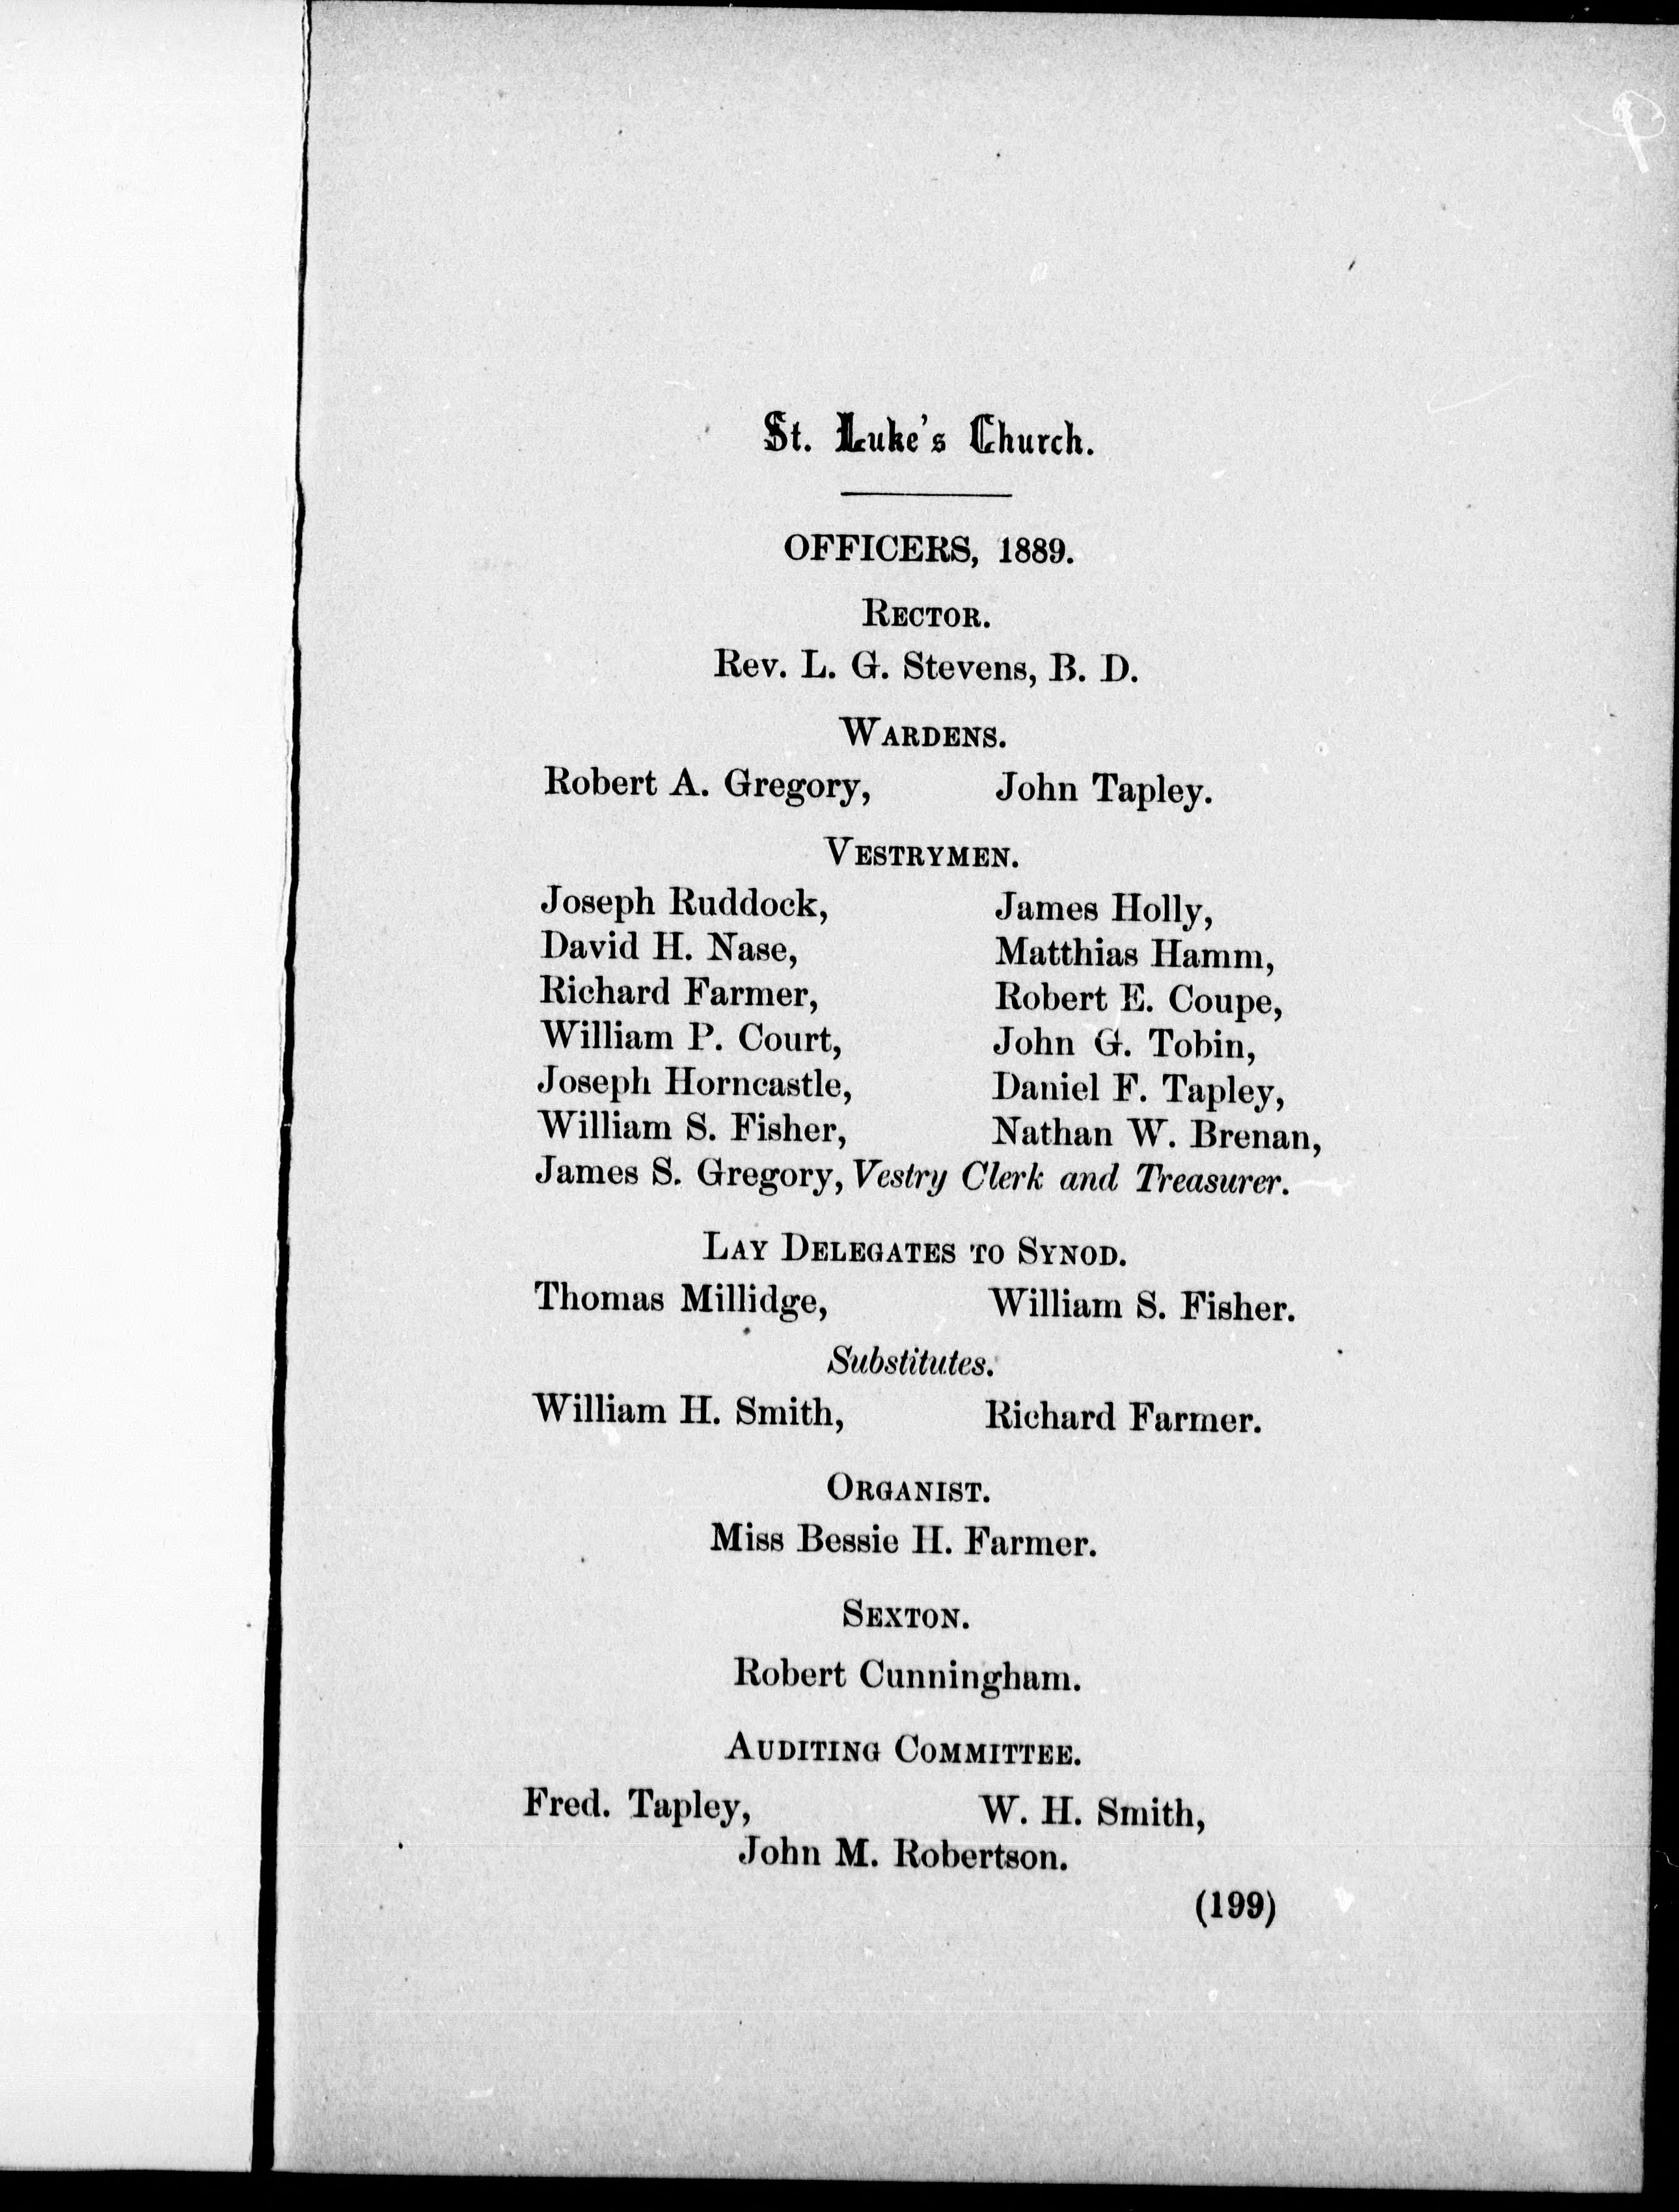 St. Luke's Church.
OFFICERS, 1889.
RECTOR.
Rev. L. G. Stevens, B. D.
WARDENS.
Robert A. Gregory, John Tapley.
VESTRYMEN.
Joseph Ruddock, James Holly,
David H. Nase, Matthias Hamm,
Richard Farmer, Robert E. Coupe,
William P. Court, John G. Tobin,
Joseph Horncastle, Daniel F. Tapley,
William S. Fisher, Nathan W. Brenan,
James S. Gregory, Vestry Clerk and Treasurer.
LAY DELEGATES TO SYNOD.
Thomas Millidge, William S. Fisher.
Substitutes.
William H. Smith, Richard Farmer.
ORGANIST.
Miss Bessie H. Farmer.
SEXTON.
Robert Cunningham.
AUDITING COMMITTEE.
Fred. Tapley, W. H. Smith,
John M. Robertson.
(199)